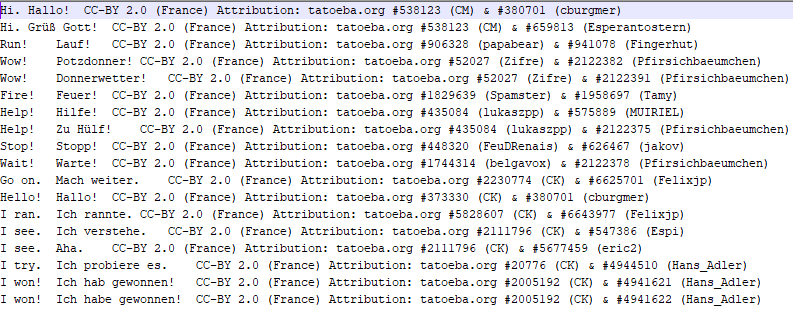 Hi.	Hallo!	CC-BY 2.0 (France) Attribution: tatoeba.org #538123 (CM) & #380701 (cburgmer)
Hi.	Grüß Gott!	CC-BY 2.0 (France) Attribution: tatoeba.org #538123 (CM) & #659813 (Esperantostern)
Run!	Lauf!	CC-BY 2.0 (France) Attribution: tatoeba.org #906328 (papabear) & #941078 (Fingerhut)
Wow!	Potzdonner!	CC-BY 2.0 (France) Attribution: tatoeba.org #52027 (Zifre) & #2122382 (Pfirsichbaeumchen)
Wow!	Donnerwetter!	CC-BY 2.0 (France) Attribution: tatoeba.org #52027 (Zifre) & #2122391 (Pfirsichbaeumchen)
Fire!	Feuer!	CC-BY 2.0 (France) Attribution: tatoeba.org #1829639 (Spamster) & #1958697 (Tamy)
Help!	Hilfe!	CC-BY 2.0 (France) Attribution: tatoeba.org #435084 (lukaszpp) & #575889 (MUIRIEL)
Help!	Zu Hülf!	CC-BY 2.0 (France) Attribution: tatoeba.org #435084 (lukaszpp) & #2122375 (Pfirsichbaeumchen)
Stop!	Stopp!	CC-BY 2.0 (France) Attribution: tatoeba.org #448320 (FeuDRenais) & #626467 (jakov)
Wait!	Warte!	CC-BY 2.0 (France) Attribution: tatoeba.org #1744314 (belgavox) & #2122378 (Pfirsichbaeumchen)
Go on.	Mach weiter.	CC-BY 2.0 (France) Attribution: tatoeba.org #2230774 (CK) & #6625701 (Felixjp)
Hello!	Hallo!	CC-BY 2.0 (France) Attribution: tatoeba.org #373330 (CK) & #380701 (cburgmer)
I ran.	Ich rannte.	CC-BY 2.0 (France) Attribution: tatoeba.org #5828607 (CK) & #6643977 (Felixjp)
I see.	Ich verstehe.	CC-BY 2.0 (France) Attribution: tatoeba.org #2111796 (CK) & #547386 (Espi)
I see.	Aha.	CC-BY 2.0 (France) Attribution: tatoeba.org #2111796 (CK) & #5677459 (eric2)
I try.	Ich probiere es.	CC-BY 2.0 (France) Attribution: tatoeba.org #20776 (CK) & #4944510 (Hans_Adler)
I won!	Ich hab gewonnen!	CC-BY 2.0 (France) Attribution: tatoeba.org #2005192 (CK) & #4941621 (Hans_Adler)
I won!	Ich habe gewonnen!	CC-BY 2.0 (France) Attribution: tatoeba.org #2005192 (CK) & #4941622 (Hans_Adler)